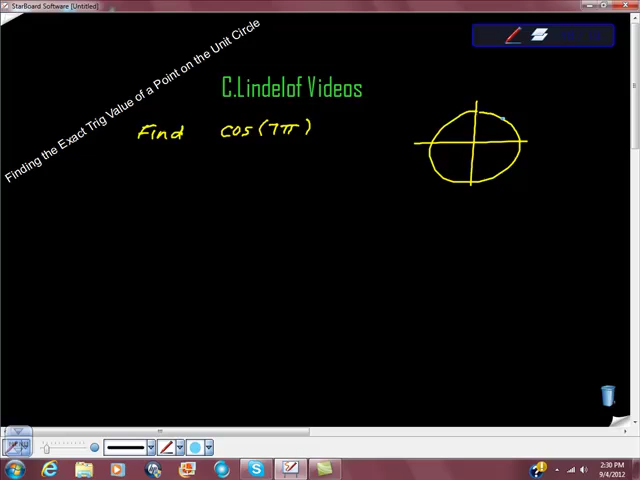 StarBoard Software [Untitled]
Finding the Exact Trig Value of a Point on the Unit Circle
C.Lindelof Videos
Find cos(7π)
2:30 PM
9/4/2012